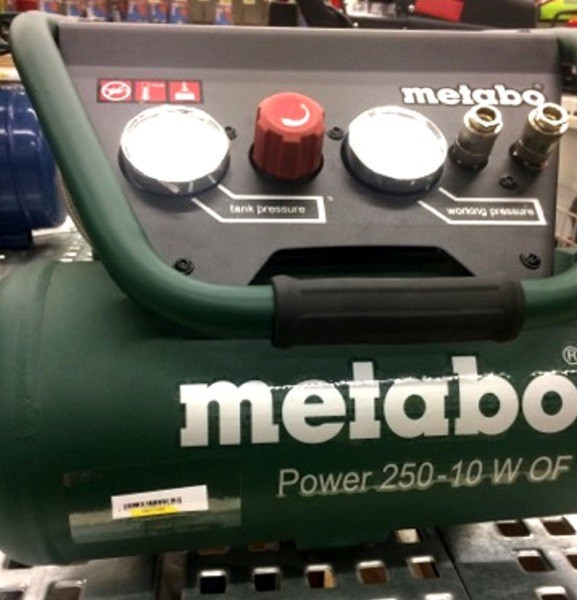 metabo
tank pressure
working pressure
metabo®
Power 250-10 W OF